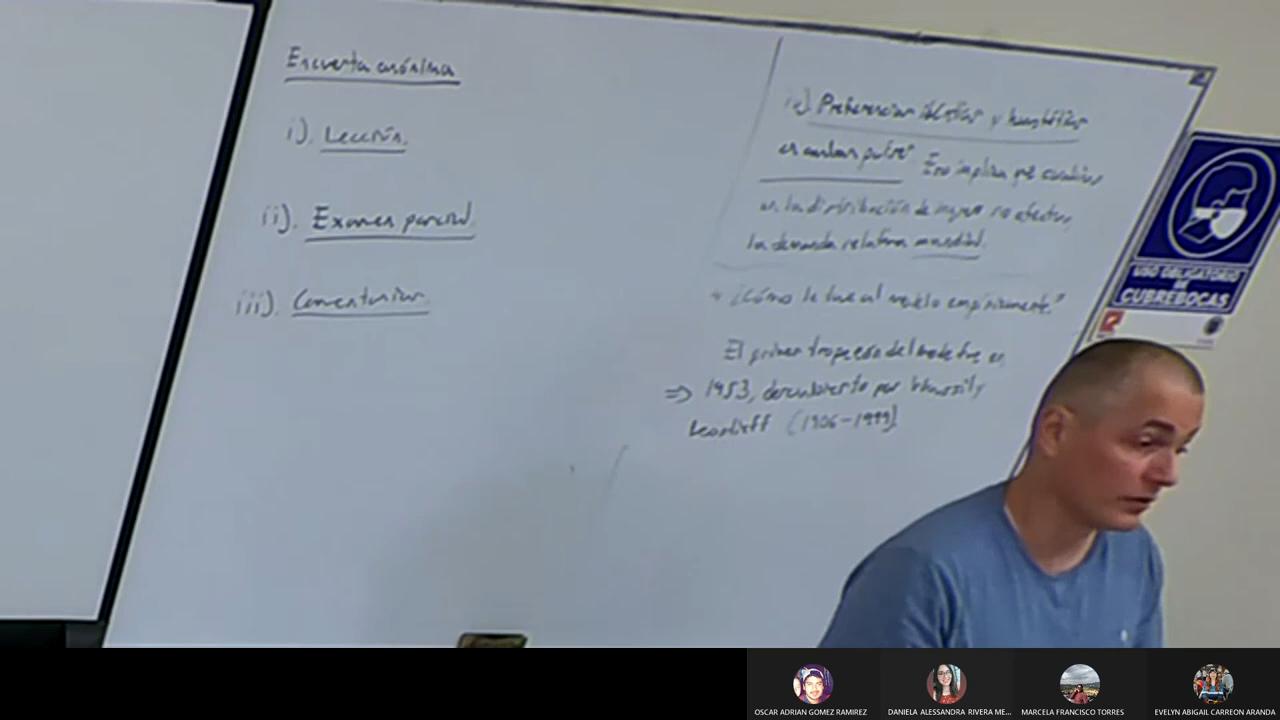 Encuesta anónima
i). Lección.
ii). Examen parcial.
iii). Comentarios.
iv). Preferencias idénticas y homotéticas
en ambos países. Eso implica que cambios
en la distribución de ingreso no afectan
la demanda relativa mundial.
* ¿Cómo le fue al modelo empíricamente?
El primer tropezón del modelo fue en
⇒ 1953, descubierto por Wassily
Leontieff (1906-1999)
USO OBLIGATORIO
DE
CUBREBOCAS
OSCAR ADRIAN GOMEZ RAMIREZ
DANIELA ALESSANDRA RIVERA ME...
MARCELA FRANCISCO TORRES
EVELYN ABIGAIL CARREON ARANDA